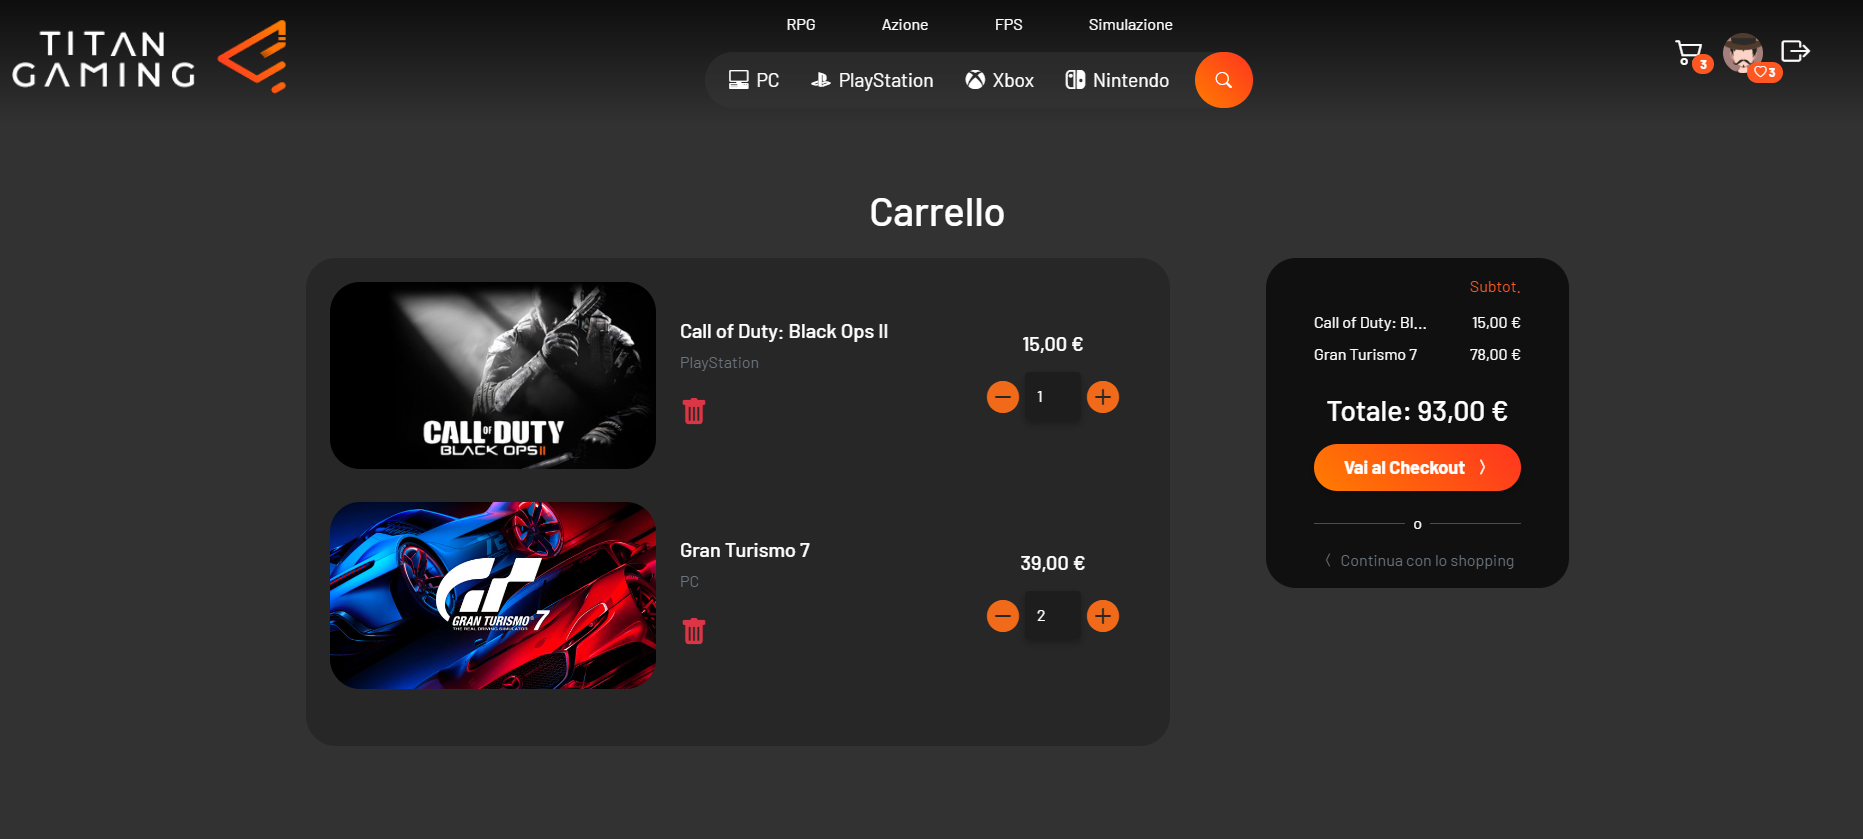 TITAN
GAMING
RPG Azione FPS Simulazione
PC PlayStation Xbox Nintendo
3
3
Carrello
CALL OF DUTY
BLACK OPS II
Call of Duty: Black Ops II
PlayStation
15,00 €
1
GRAN TURISMO 7
THE REAL DRIVING SIMULATOR
Gran Turismo 7
PC
39,00 €
2
Subtot.
Call of Duty: Bl... 15,00 €
Gran Turismo 7 78,00 €
Totale: 93,00 €
Vai al Checkout
o
Continua con lo shopping